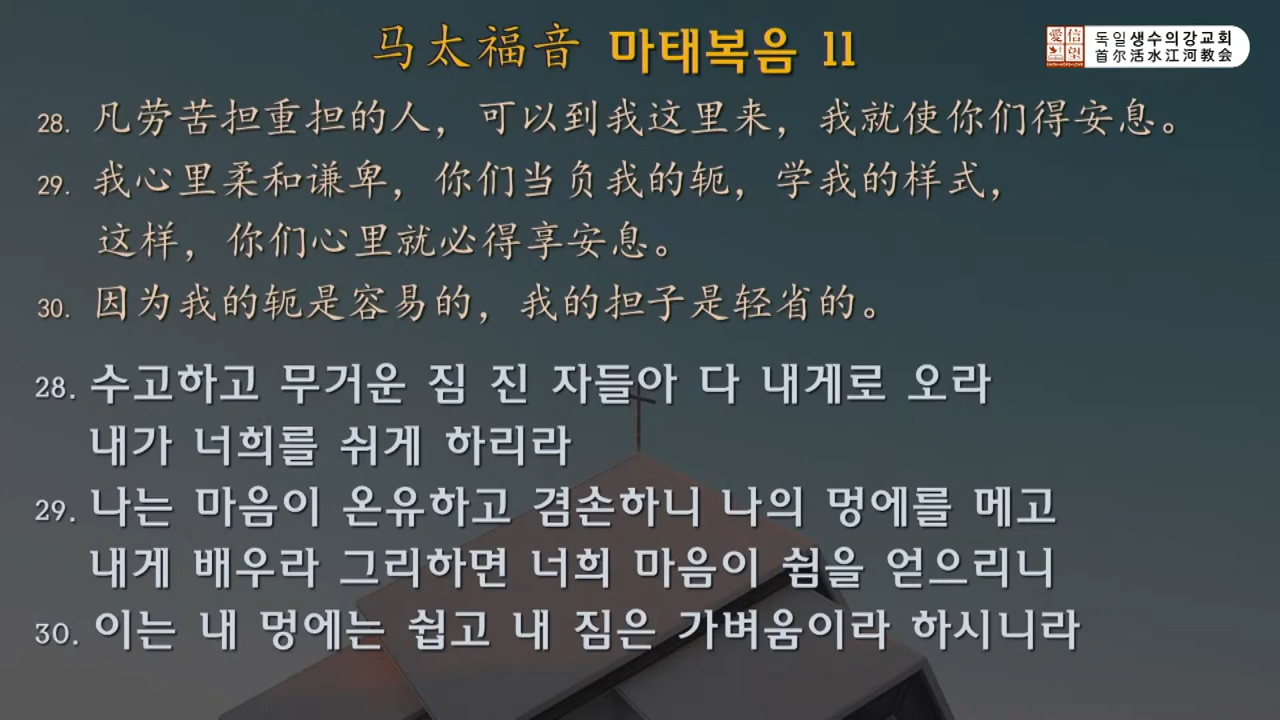 马太福音 마태복음 11
愛 信
望
독일생수의강교회
首尔活水江河教会
28. 凡劳苦担重担的人，可以到我这里来，我就使你们得安息。
29. 我心里柔和谦卑，你们当负我的轭，学我的样式，
这样，你们心里就必得享安息。
30. 因为我的轭是容易的，我的担子是轻省的。
28. 수고하고 무거운 짐 진 자들아 다 내게로 오라
내가 너희를 쉬게 하리라
29. 나는 마음이 온유하고 겸손하니 나의 멍에를 메고
내게 배우라 그리하면 너희 마음이 쉼을 얻으리니
30. 이는 내 멍에는 쉽고 내 짐은 가벼움이라 하시니라